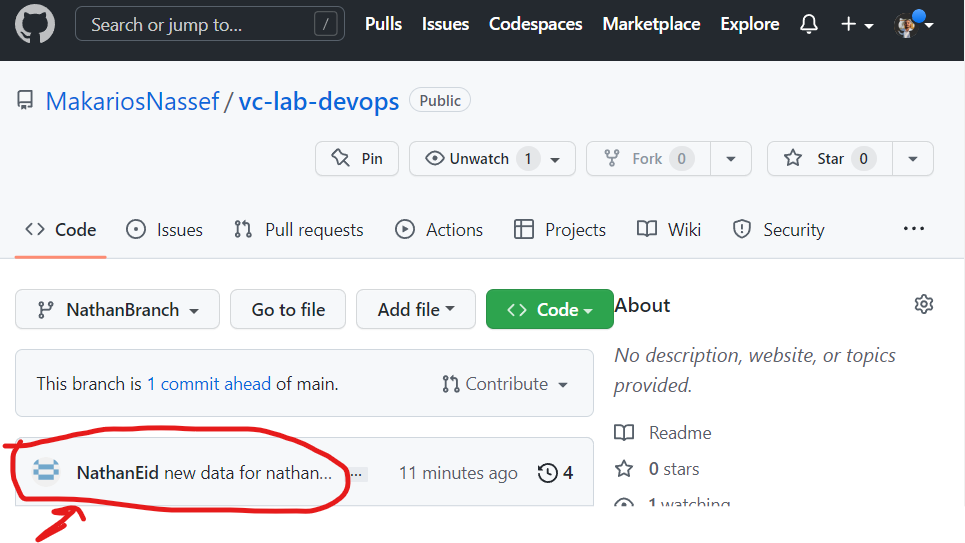 Search or jump to... / Pulls Issues Codespaces Marketplace Explore
MakariosNassef / vc-lab-devops Public
Pin Unwatch 1 Fork 0 Star 0
Code Issues Pull requests Actions Projects Wiki Security ...
NathanBranch Go to file Add file Code
About
No description, website, or topics
provided.
This branch is 1 commit ahead of main. Contribute
Readme
0 stars
1 watching
NathanEid new data for nathan... ... 11 minutes ago 4